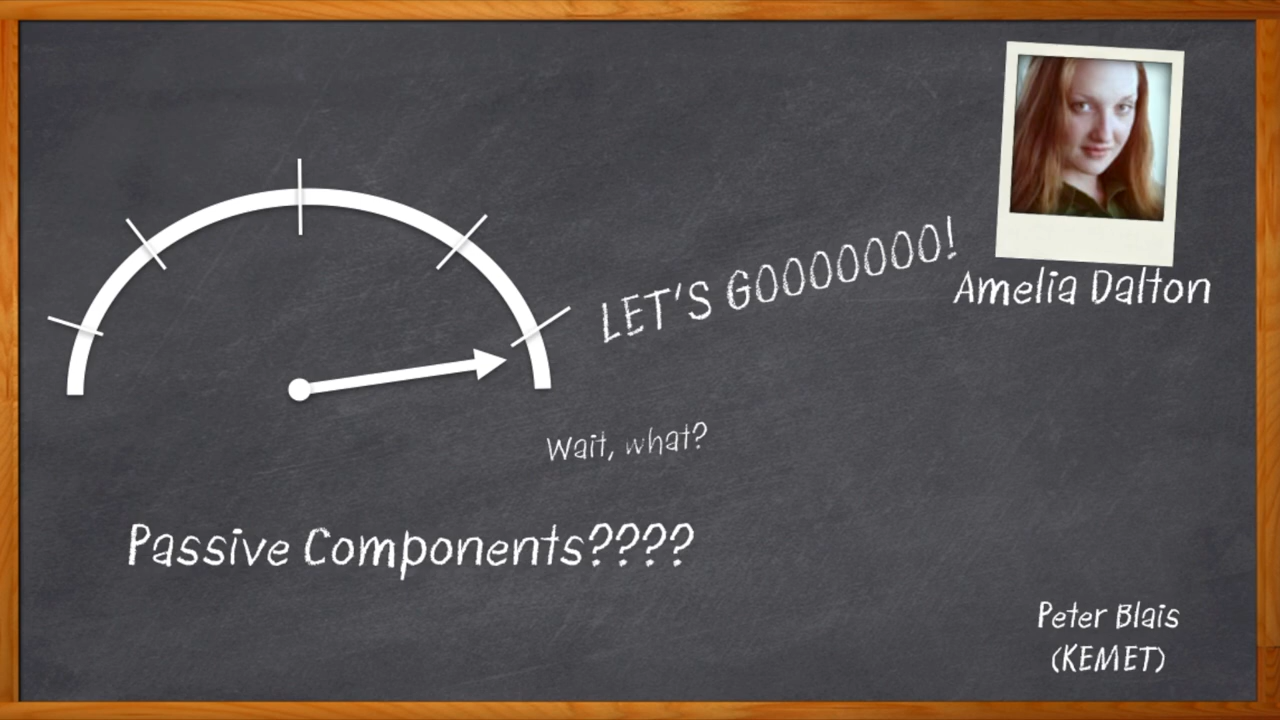 LET'S GOOOOOOO!
Amelia Dalton
Wait, what?
Passive Components????
Peter Blais
(KEMET)